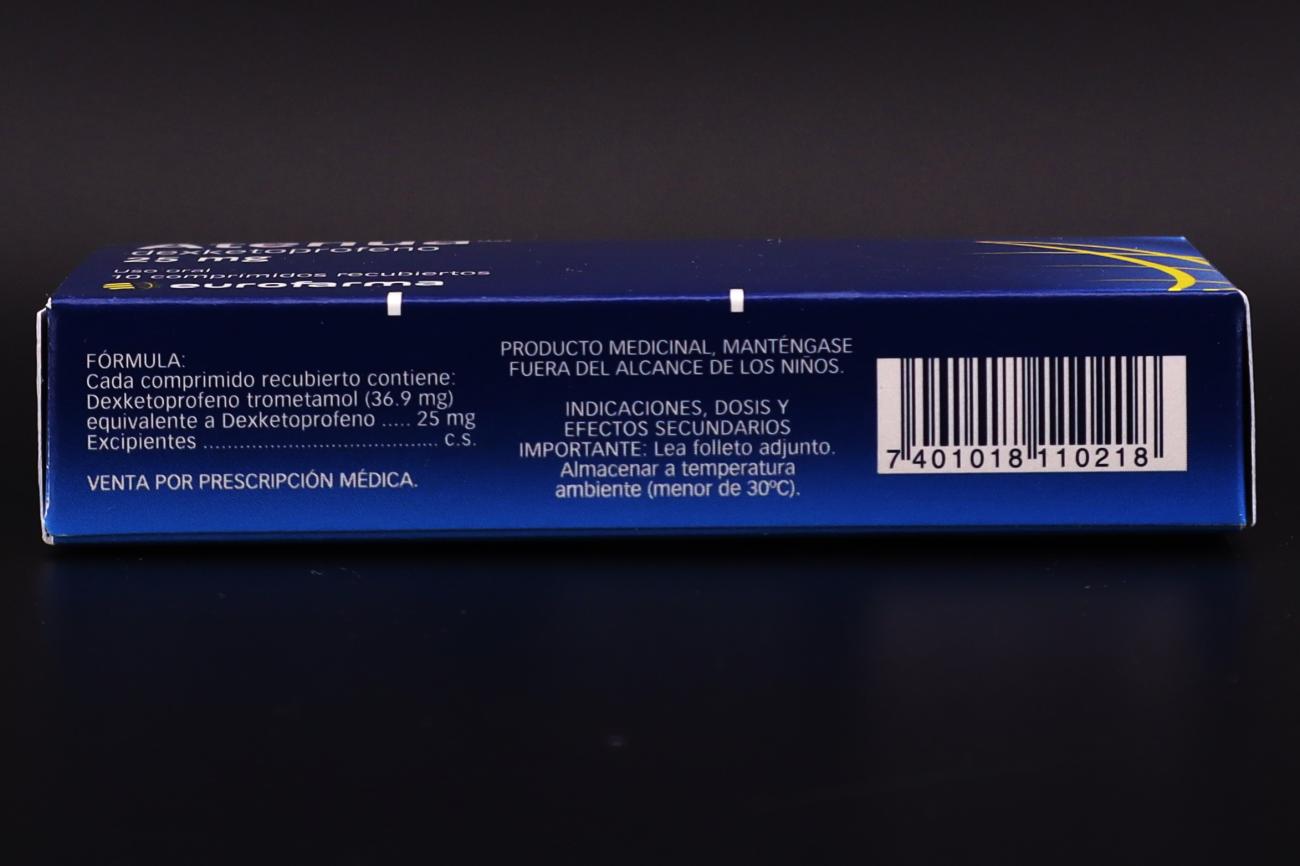 Atenua
dexketoprofeno
25 mg
uso oral
10 comprimidos recubiertos
eurofarma
FÓRMULA:
Cada comprimido recubierto contiene:
Dexketoprofeno trometamol (36.9 mg)
equivalente a Dexketoprofeno ..... 25 mg
Excipientes ....................................... c.s.
VENTA POR PRESCRIPCIÓN MÉDICA.
PRODUCTO MEDICINAL, MANTÉNGASE
FUERA DEL ALCANCE DE LOS NIÑOS.
INDICACIONES, DOSIS Y
EFECTOS SECUNDARIOS
IMPORTANTE: Lea folleto adjunto.
Almacenar a temperatura
ambiente (menor de 30ºC).
7 401018 110218